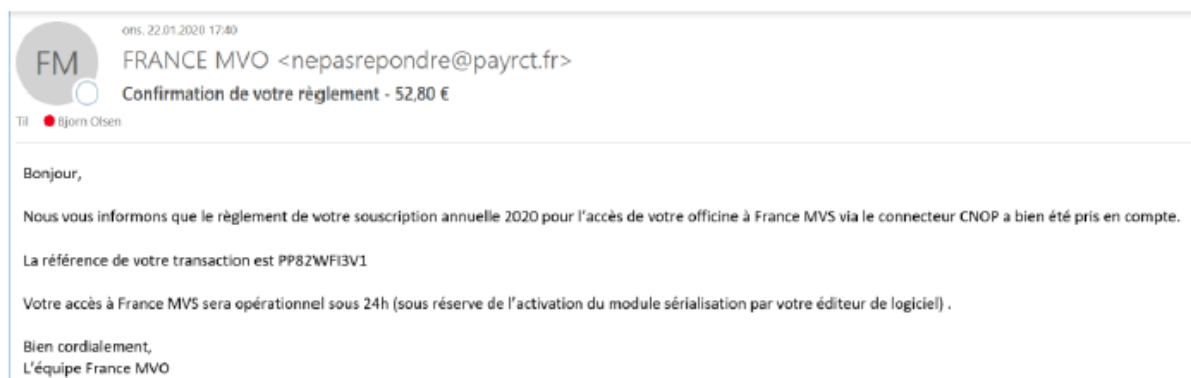 ons. 22.01.2020 17:40
FM
FRANCE MVO <nepasrepondre@payrct.fr>
Confirmation de votre règlement - 52,80 €
Til Bjorn Olsen
Bonjour,
Nous vous informons que le règlement de votre souscription annuelle 2020 pour l'accès de votre officine à France MVS via le connecteur CNOP a bien été pris en compte.
La référence de votre transaction est PP82WFI3V1
Votre accès à France MVS sera opérationnel sous 24h (sous réserve de l'activation du module sérialisation par votre éditeur de logiciel) .
Bien cordialement,
L'équipe France MVO